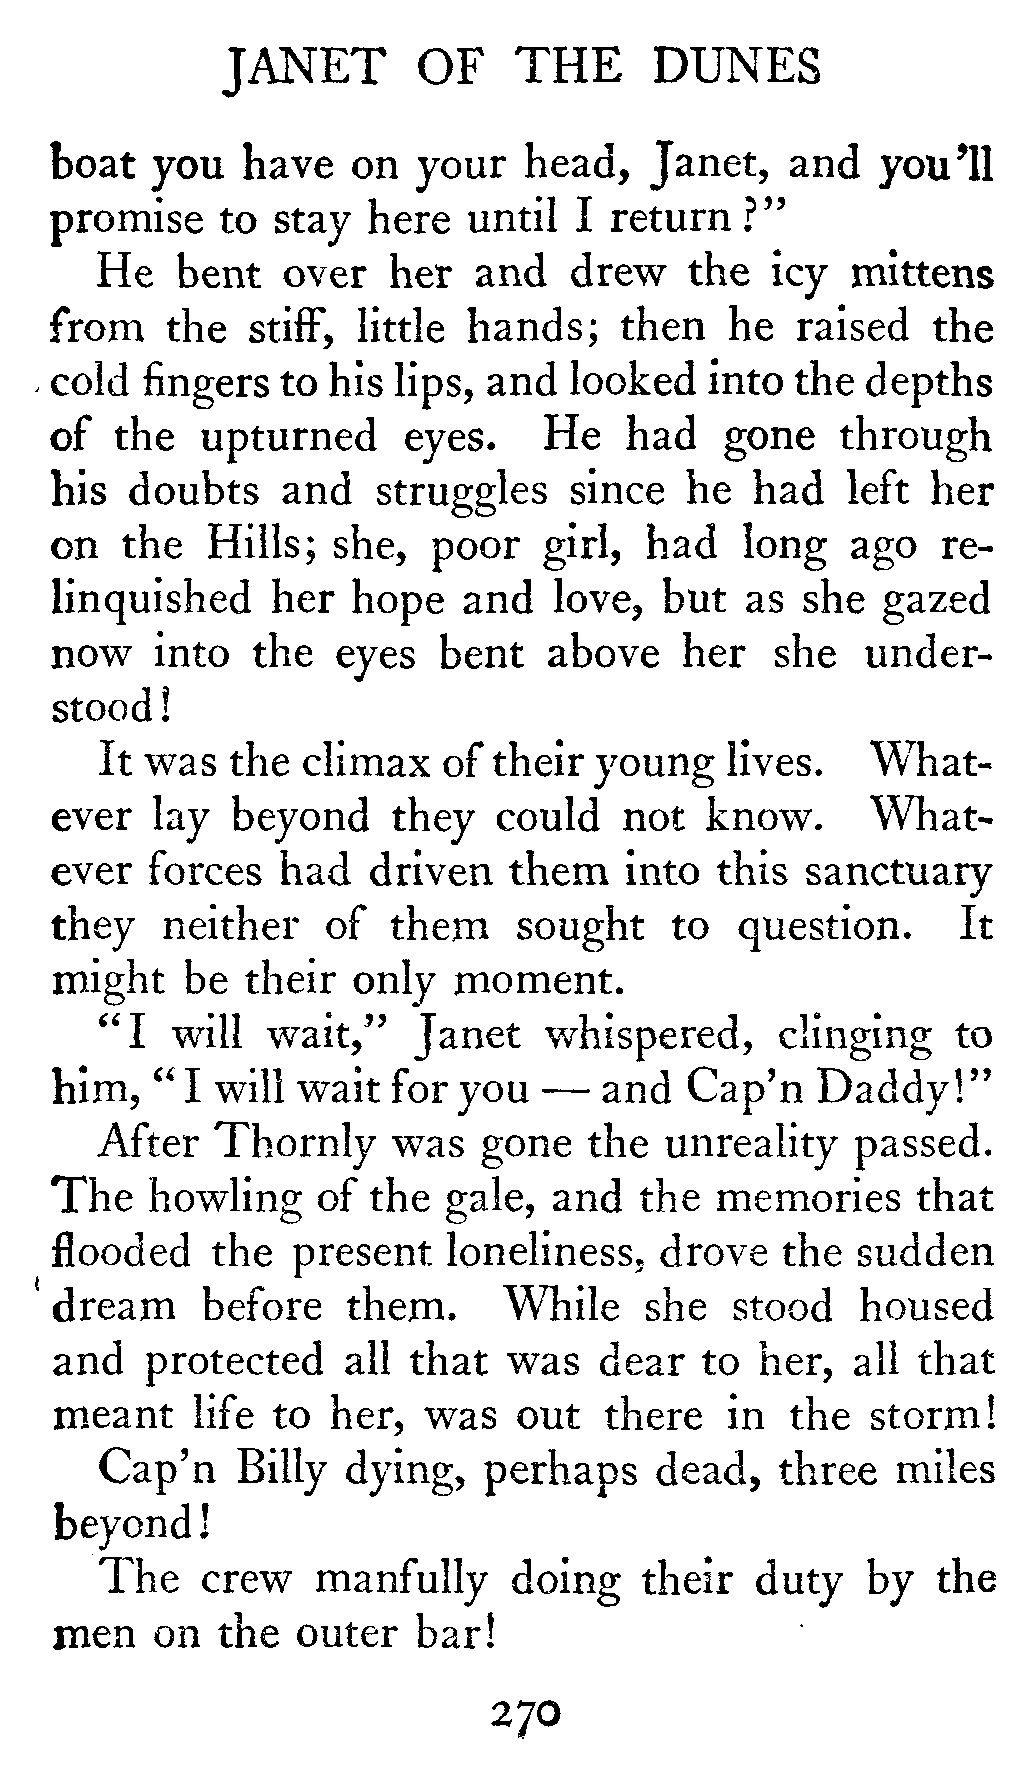 JANET OF THE DUNES
boat you have on your head, Janet, and you'll
promise to stay here until I return?"
He bent over her and drew the icy mittens
from the stiff, little hands; then he raised the
cold fingers to his lips, and looked into the depths
of the upturned eyes. He had gone through
his doubts and struggles since he had left her
on the Hills; she, poor girl, had long ago re-
linquished her hope and love, but as she gazed
now into the eyes bent above her she under-
stood!
It was the climax of their young lives. What-
ever lay beyond they could not know. What-
ever forces had driven them into this sanctuary
they neither of them sought to question. It
might be their only moment.
"I will wait," Janet whispered, clinging to
him, "I will wait for you — and Cap'n Daddy!"
After Thornly was gone the unreality passed.
The howling of the gale, and the memories that
flooded the present loneliness, drove the sudden
dream before them. While she stood housed
and protected all that was dear to her, all that
meant life to her, was out there in the storm!
Cap'n Billy dying, perhaps dead, three miles
beyond!
The crew manfully doing their duty by the
men on the outer bar!
270